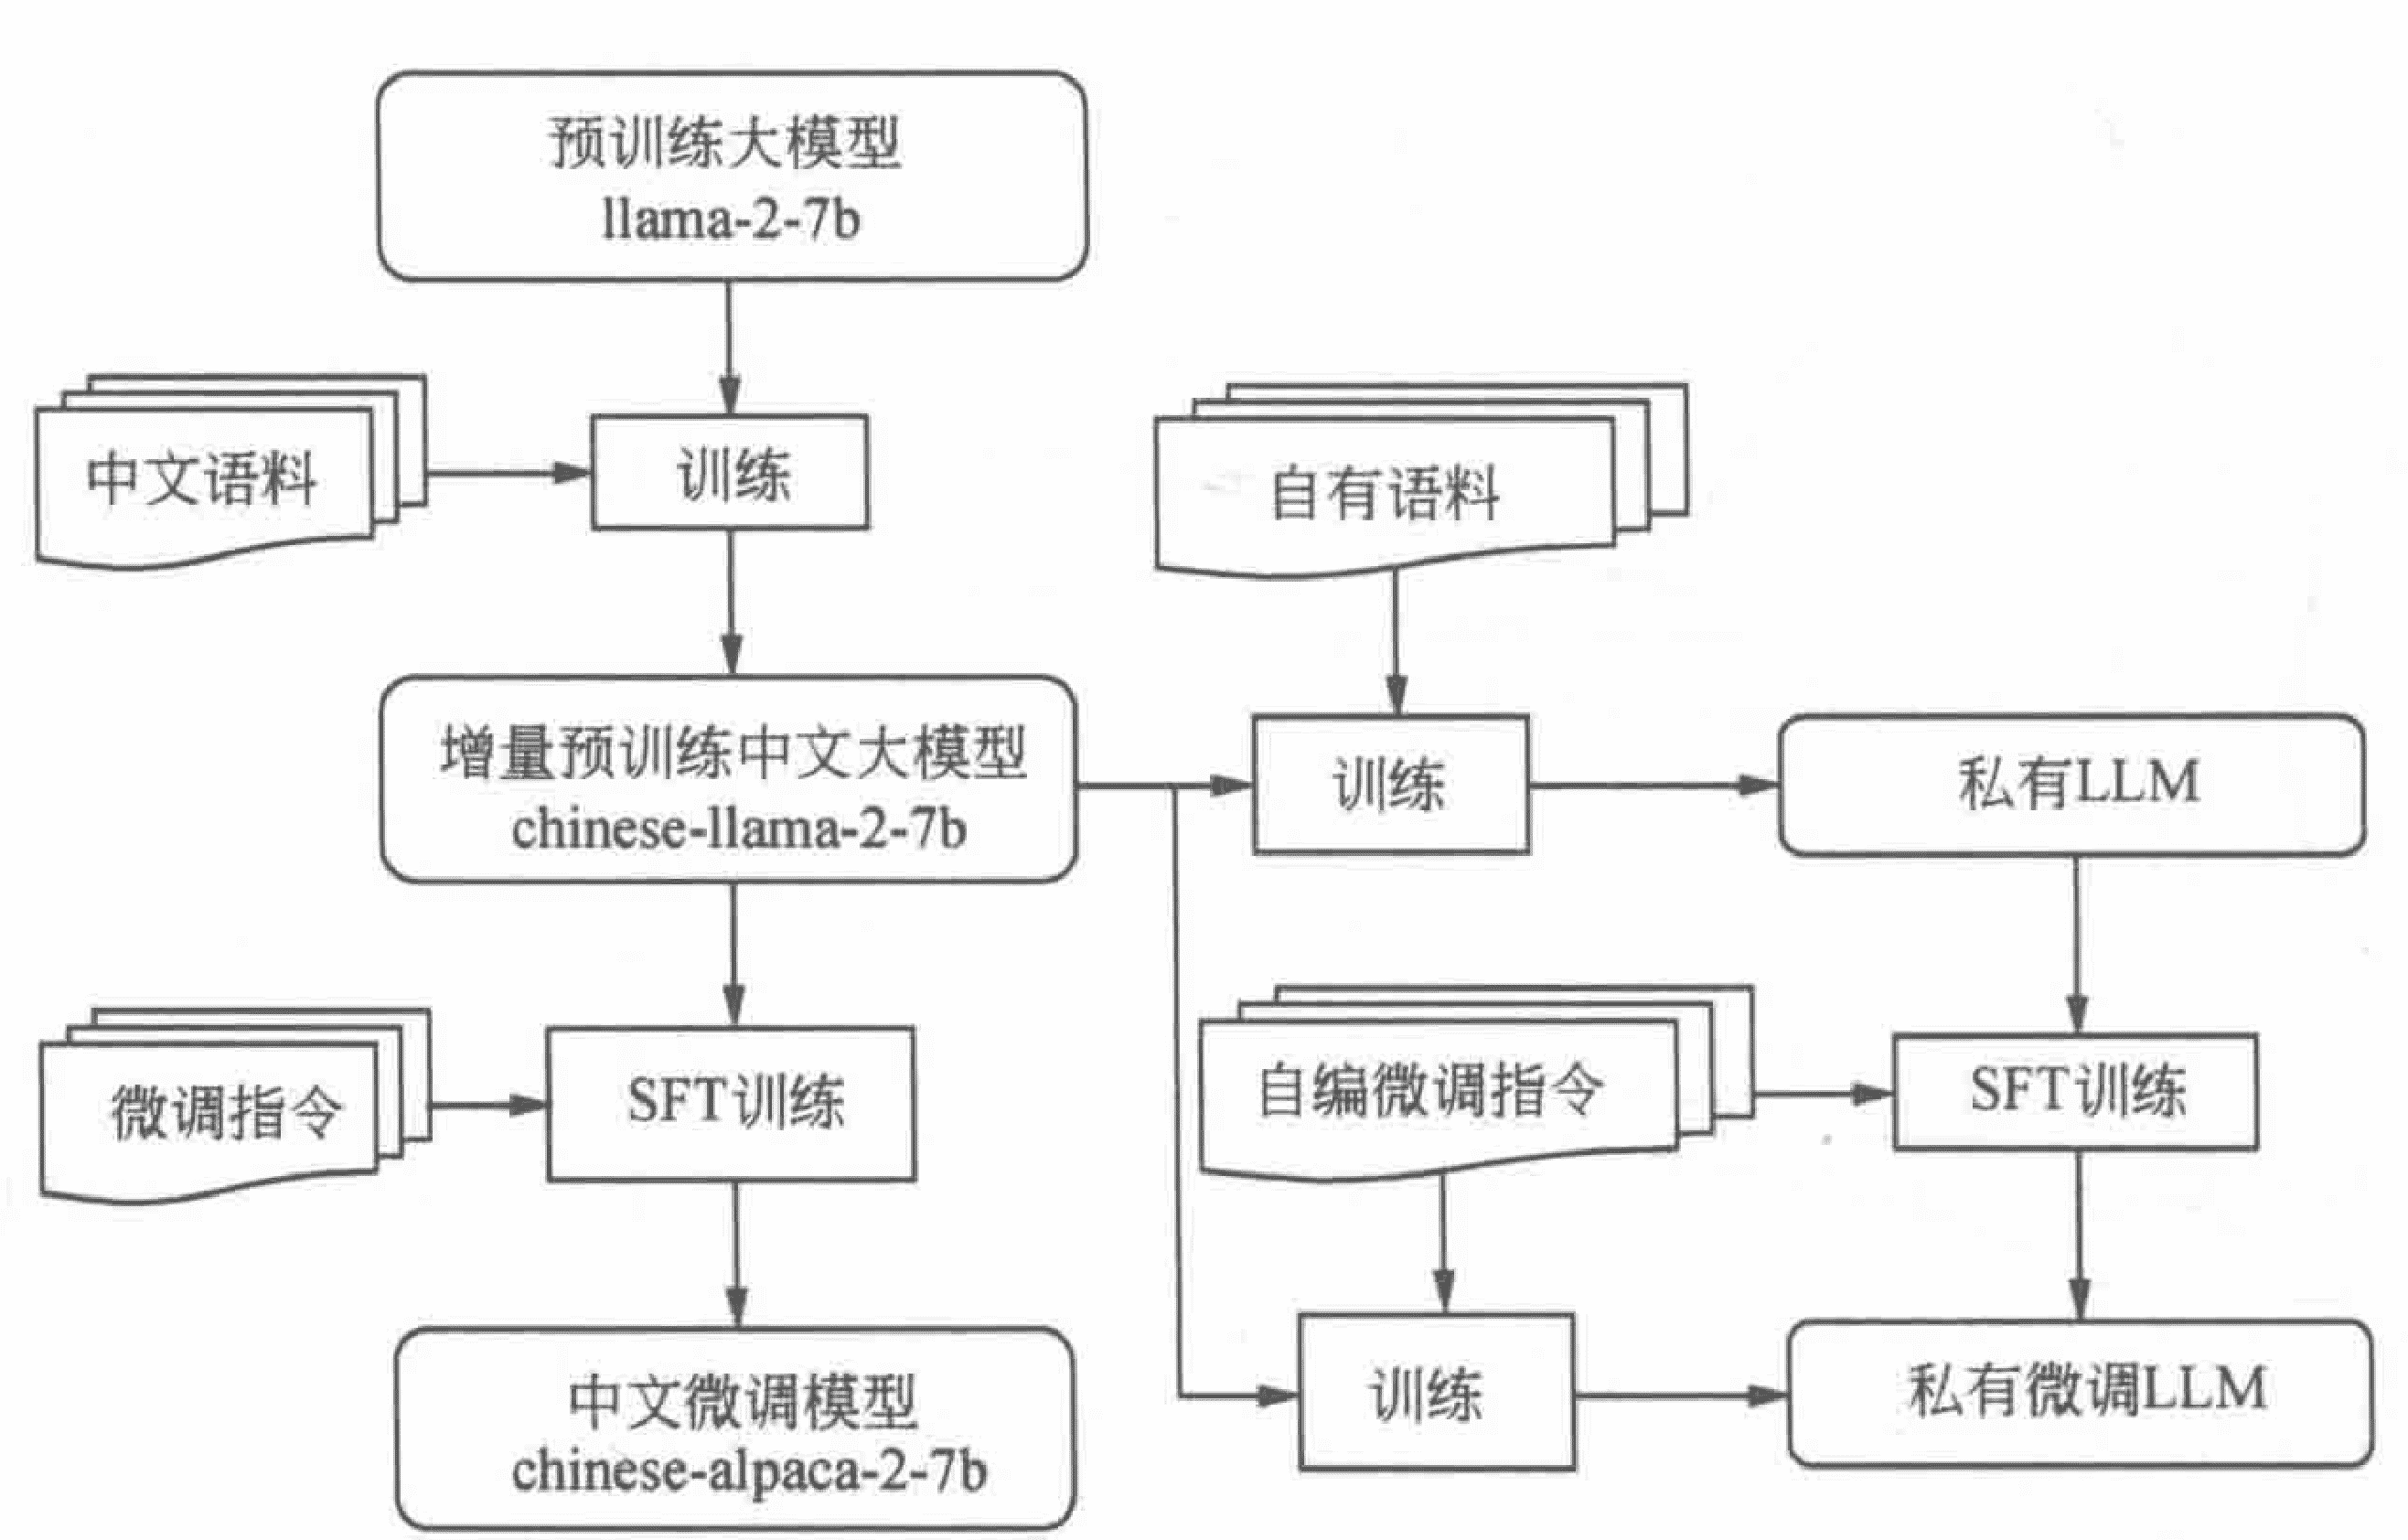 预训练大模型
llama-2-7b
中文语料
训练
自有语料
增量预训练中文大模型
chinese-llama-2-7b
训练
私有LLM
微调指令
SFT训练
自编微调指令
SFT训练
中文微调模型
chinese-alpaca-2-7b
训练
私有微调LLM